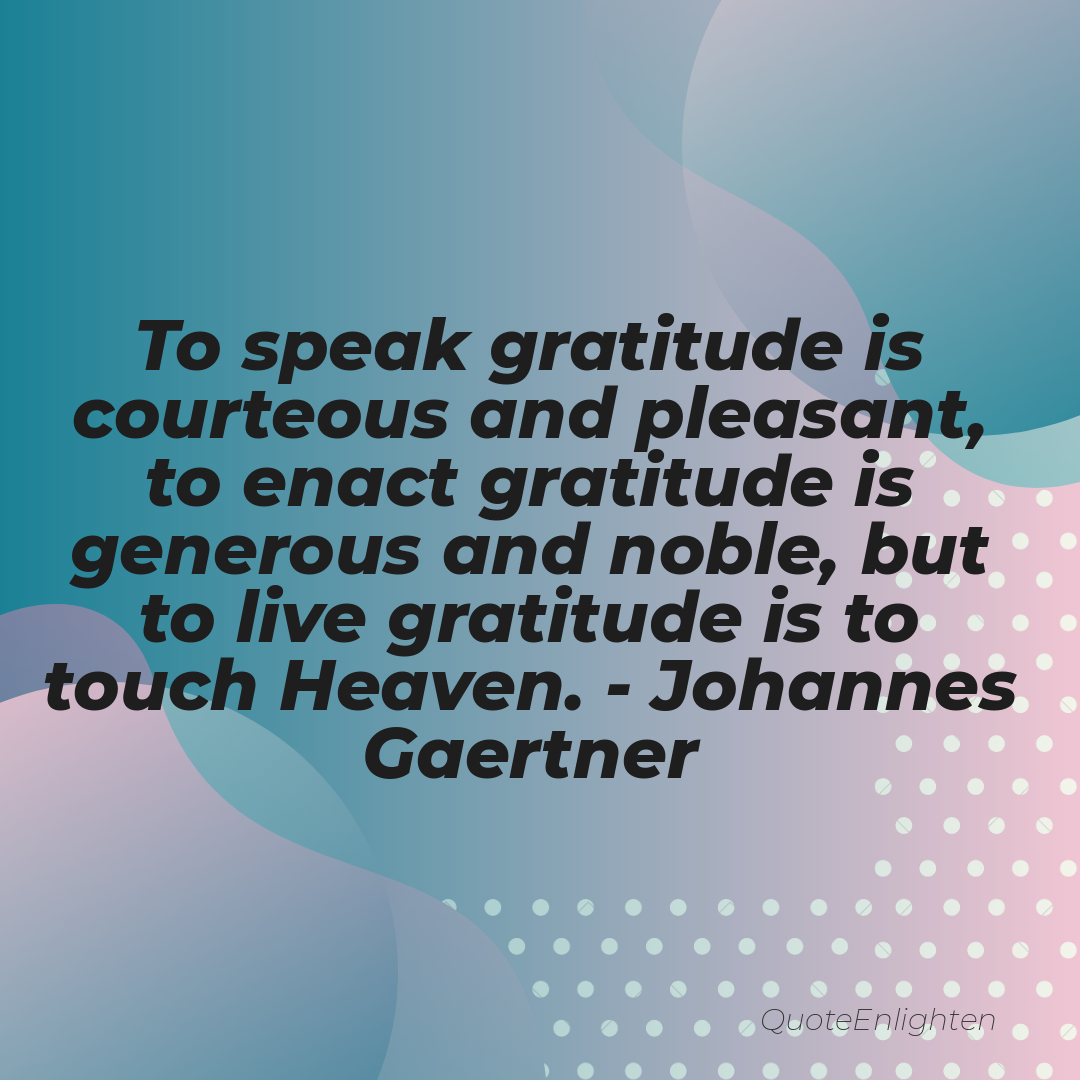 To speak gratitude is
courteous and pleasant,
to enact gratitude is
generous and noble, but
to live gratitude is to
touch Heaven. - Johannes
Gaertner
QuoteEnlighten